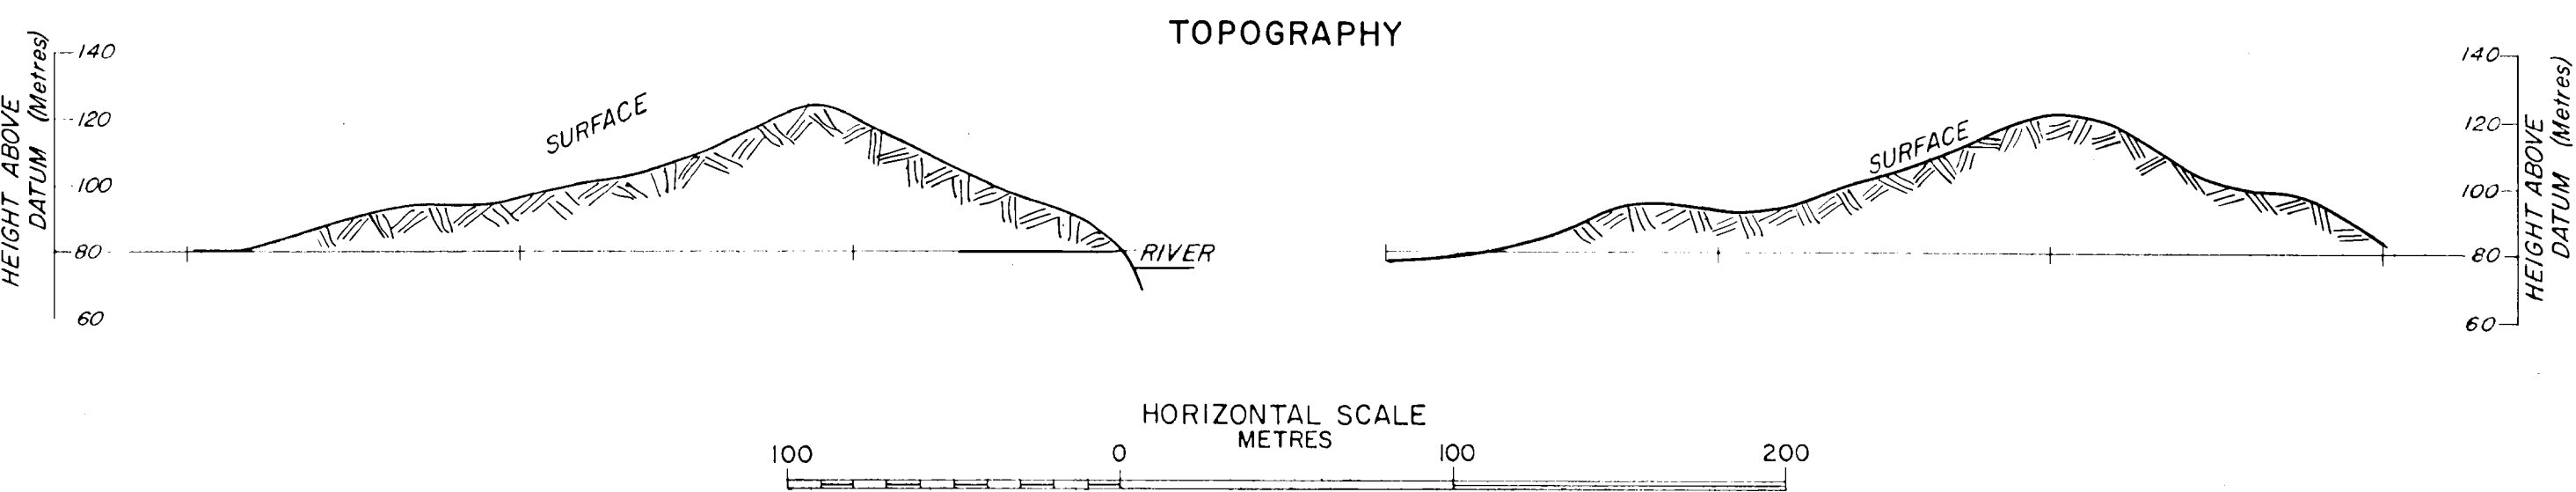 TOPOGRAPHY
HEIGHT ABOVE
DATUM (Metres)
140
120
100
80
60
SURFACE
RIVER
SURFACE
140
120
100
80
60
HEIGHT ABOVE
DATUM (Metres)
HORIZONTAL SCALE
METRES
100 0 100 200